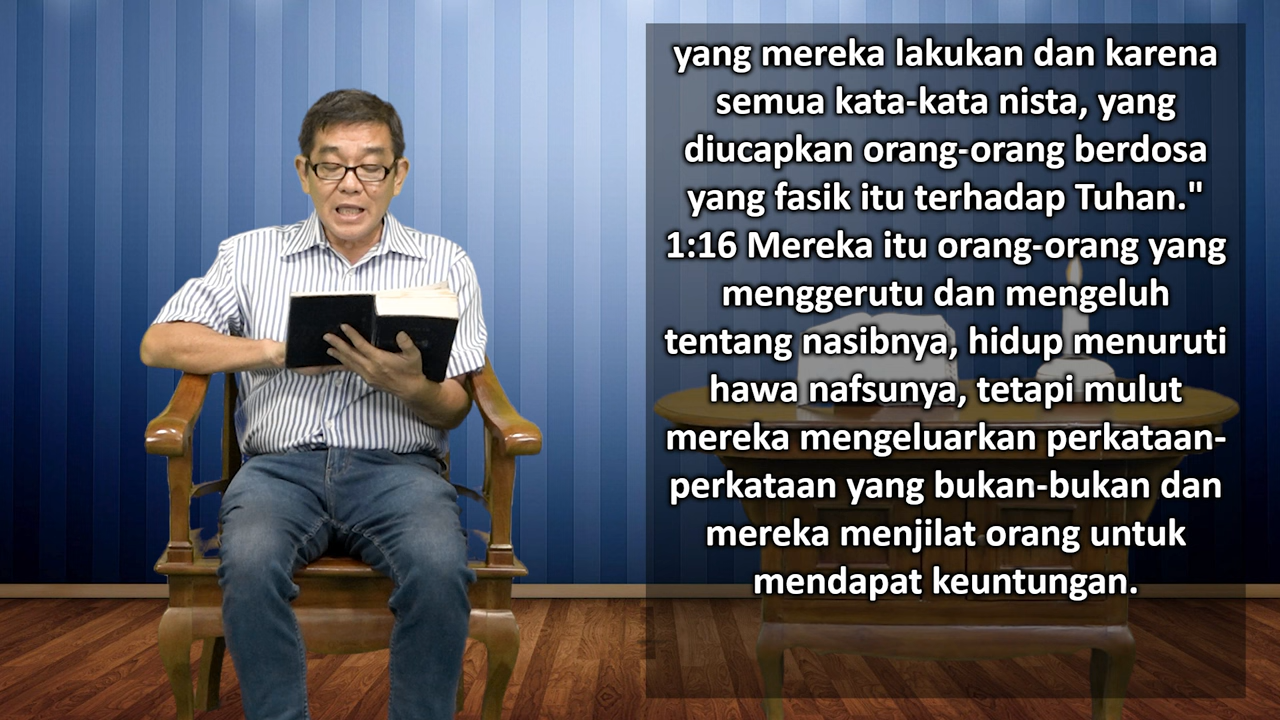 yang mereka lakukan dan karena
semua kata-kata nista, yang
diucapkan orang-orang berdosa
yang fasik itu terhadap Tuhan."
1:16 Mereka itu orang-orang yang
menggerutu dan mengeluh
tentang nasibnya, hidup menuruti
hawa nafsunya, tetapi mulut
mereka mengeluarkan perkataan-
perkataan yang bukan-bukan dan
mereka menjilat orang untuk
mendapat keuntungan.